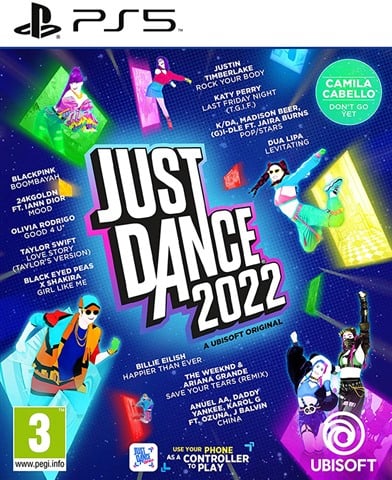 PS5
JUSTIN
TIMBERLAKE
ROCK YOUR BODY
KATY PERRY
LAST FRIDAY NIGHT
(T.G.I.F.)
K/DA, MADISON BEER,
(G)I-DLE FT. JAIRA BURNS
POP/STARS
DUA LIPA
LEVITATING
CAMILA
CABELLO
DON'T GO
YET
BLACKPINK
BOOMBAYAH
24KGOLDN
FT. IANN DIOR
MOOD
OLIVIA RODRIGO
GOOD 4 U*
TAYLOR SWIFT
LOVE STORY
(TAYLOR'S VERSION)
BLACK EYED PEAS
X SHAKIRA
GIRL LIKE ME
JUST
DANCE
2022
A UBISOFT ORIGINAL
BILLIE EILISH
HAPPIER THAN EVER
THE WEEKND &
ARIANA GRANDE
SAVE YOUR TEARS (REMIX)
ANUEL AA, DADDY
YANKEE, KAROL G
FT. OZUNA, J BALVIN
CHINA
3
www.pegi.info
JUST
DANCE
USE YOUR PHONE
AS A CONTROLLER
TO PLAY
UBISOFT